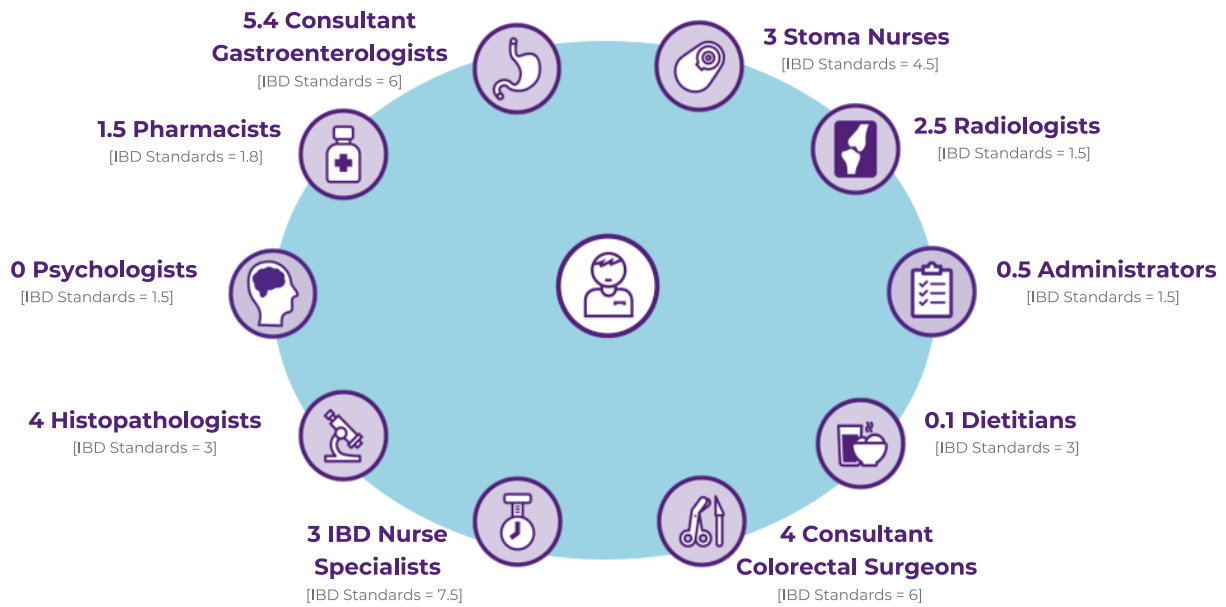 5.4 Consultant
Gastroenterologists
[IBD Standards = 6]
3 Stoma Nurses
[IBD Standards = 4.5]
1.5 Pharmacists
[IBD Standards = 1.8]
2.5 Radiologists
[IBD Standards = 1.5]
0 Psychologists
[IBD Standards = 1.5]
0.5 Administrators
[IBD Standards = 1.5]
4 Histopathologists
[IBD Standards = 3]
0.1 Dietitians
[IBD Standards = 3]
3 IBD Nurse
Specialists
[IBD Standards = 7.5]
4 Consultant
Colorectal Surgeons
[IBD Standards = 6]